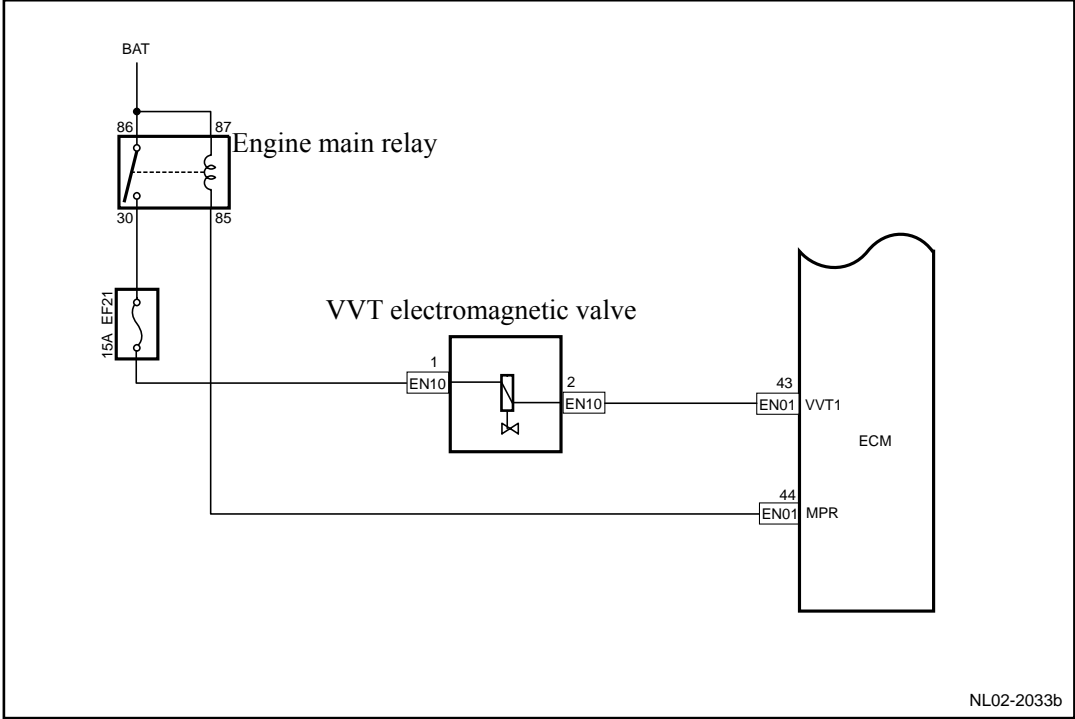 BAT
86
87
Engine main relay
30
85
15A EF21
VVT electromagnetic valve
1
EN10
2
EN10
43
EN01
VVT1
ECM
44
EN01
MPR
NL02-2033b